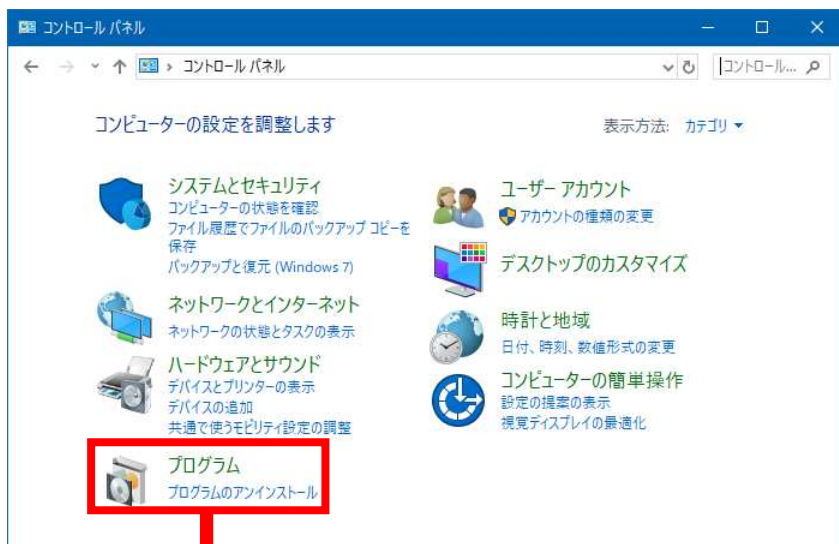 コントロール パネル
コントロール パネル
コントロール...
コンピューターの設定を調整します
表示方法: カテゴリ
システムとセキュリティ
コンピューターの状態を確認
ファイル履歴でファイルのバックアップ コピーを
保存
バックアップと復元 (Windows 7)
ネットワークとインターネット
ネットワークの状態とタスクの表示
ハードウェアとサウンド
デバイスとプリンターの表示
デバイスの追加
共通で使うモビリティ設定の調整
プログラム
プログラムのアンインストール
ユーザー アカウント
アカウントの種類の変更
デスクトップのカスタマイズ
時計と地域
日付、時刻、数値形式の変更
コンピューターの簡単操作
設定の提案の表示
視覚ディスプレイの最適化